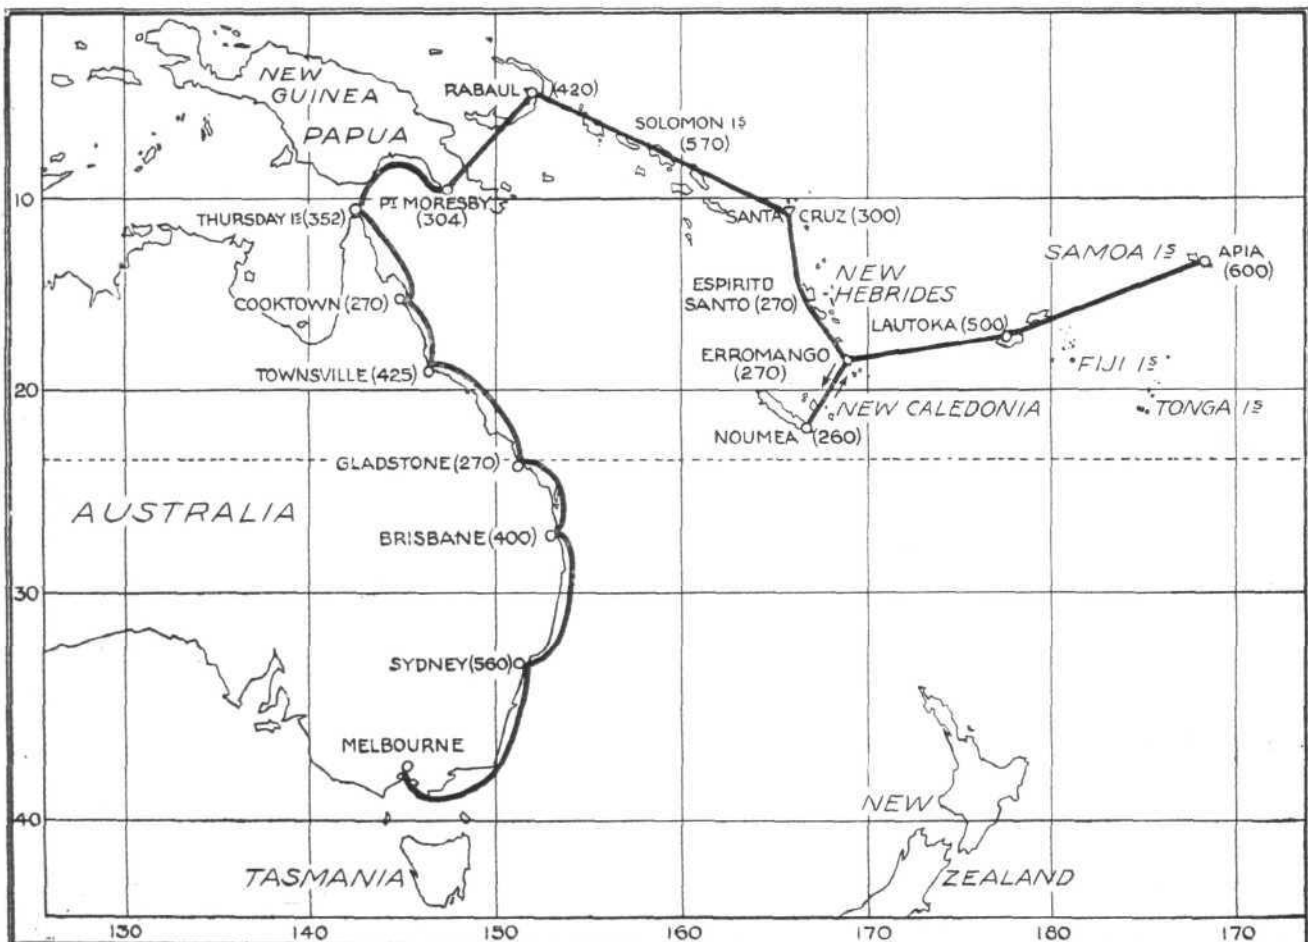 NEW
GUINEA
PAPUA
RABAUL (420)
SOLOMON Is
(570)
10
THURSDAY Is (352)
Pt MORESBY
(304)
SANTA CRUZ (300)
SAMOA Is
APIA
(600)
COOKTOWN (270)
ESPIRITO
SANTO (270)
NEW
HEBRIDES
LAUTOKA (500)
TOWNSVILLE (425)
ERROMANGO
(270)
FIJI Is
20
NEW CALEDONIA
TONGA Is
NOUMEA (260)
GLADSTONE (270)
AUSTRALIA
BRISBANE (400)
30
SYDNEY (560)
MELBOURNE
40
NEW
ZEALAND
TASMANIA
130 140 150 160 170 180 170